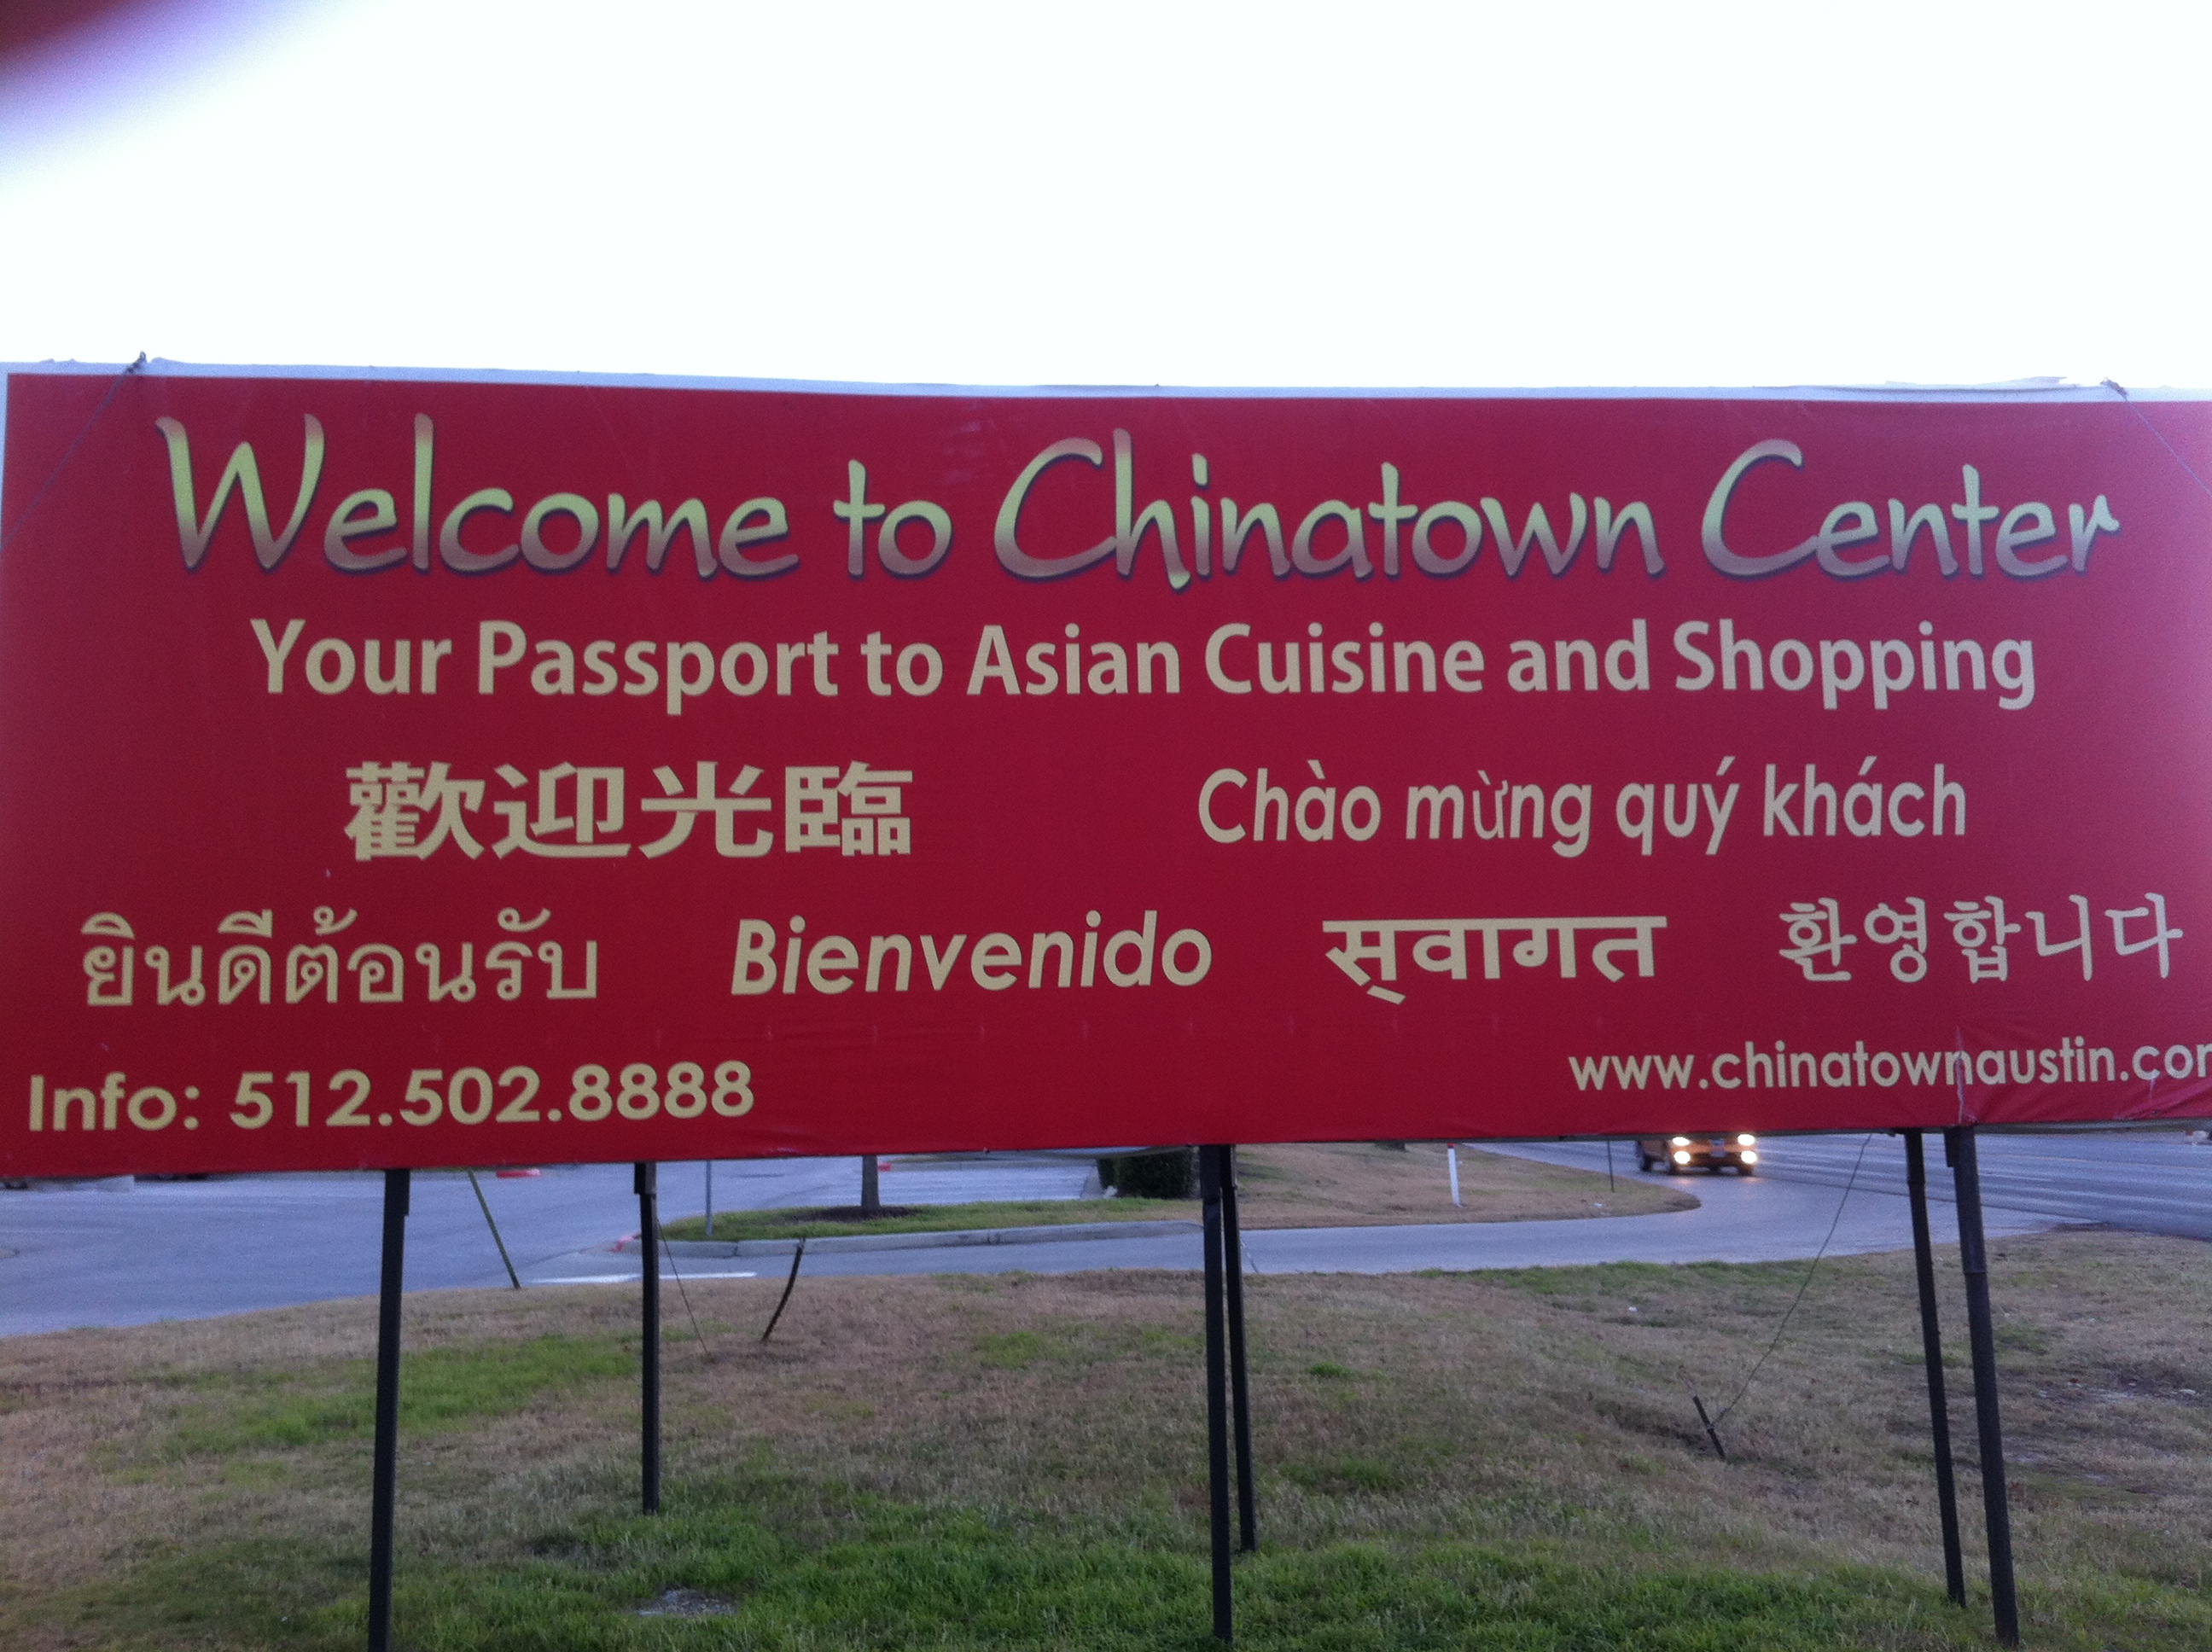 Welcome to Chinatown Center
Your Passport to Asian Cuisine and Shopping
歡迎光臨 Chào mừng quý khách
ยินดีต้อนรับ Bienvenido स्वागत 환영합니다
Info: 512.502.8888 www.chinatownaustin.com